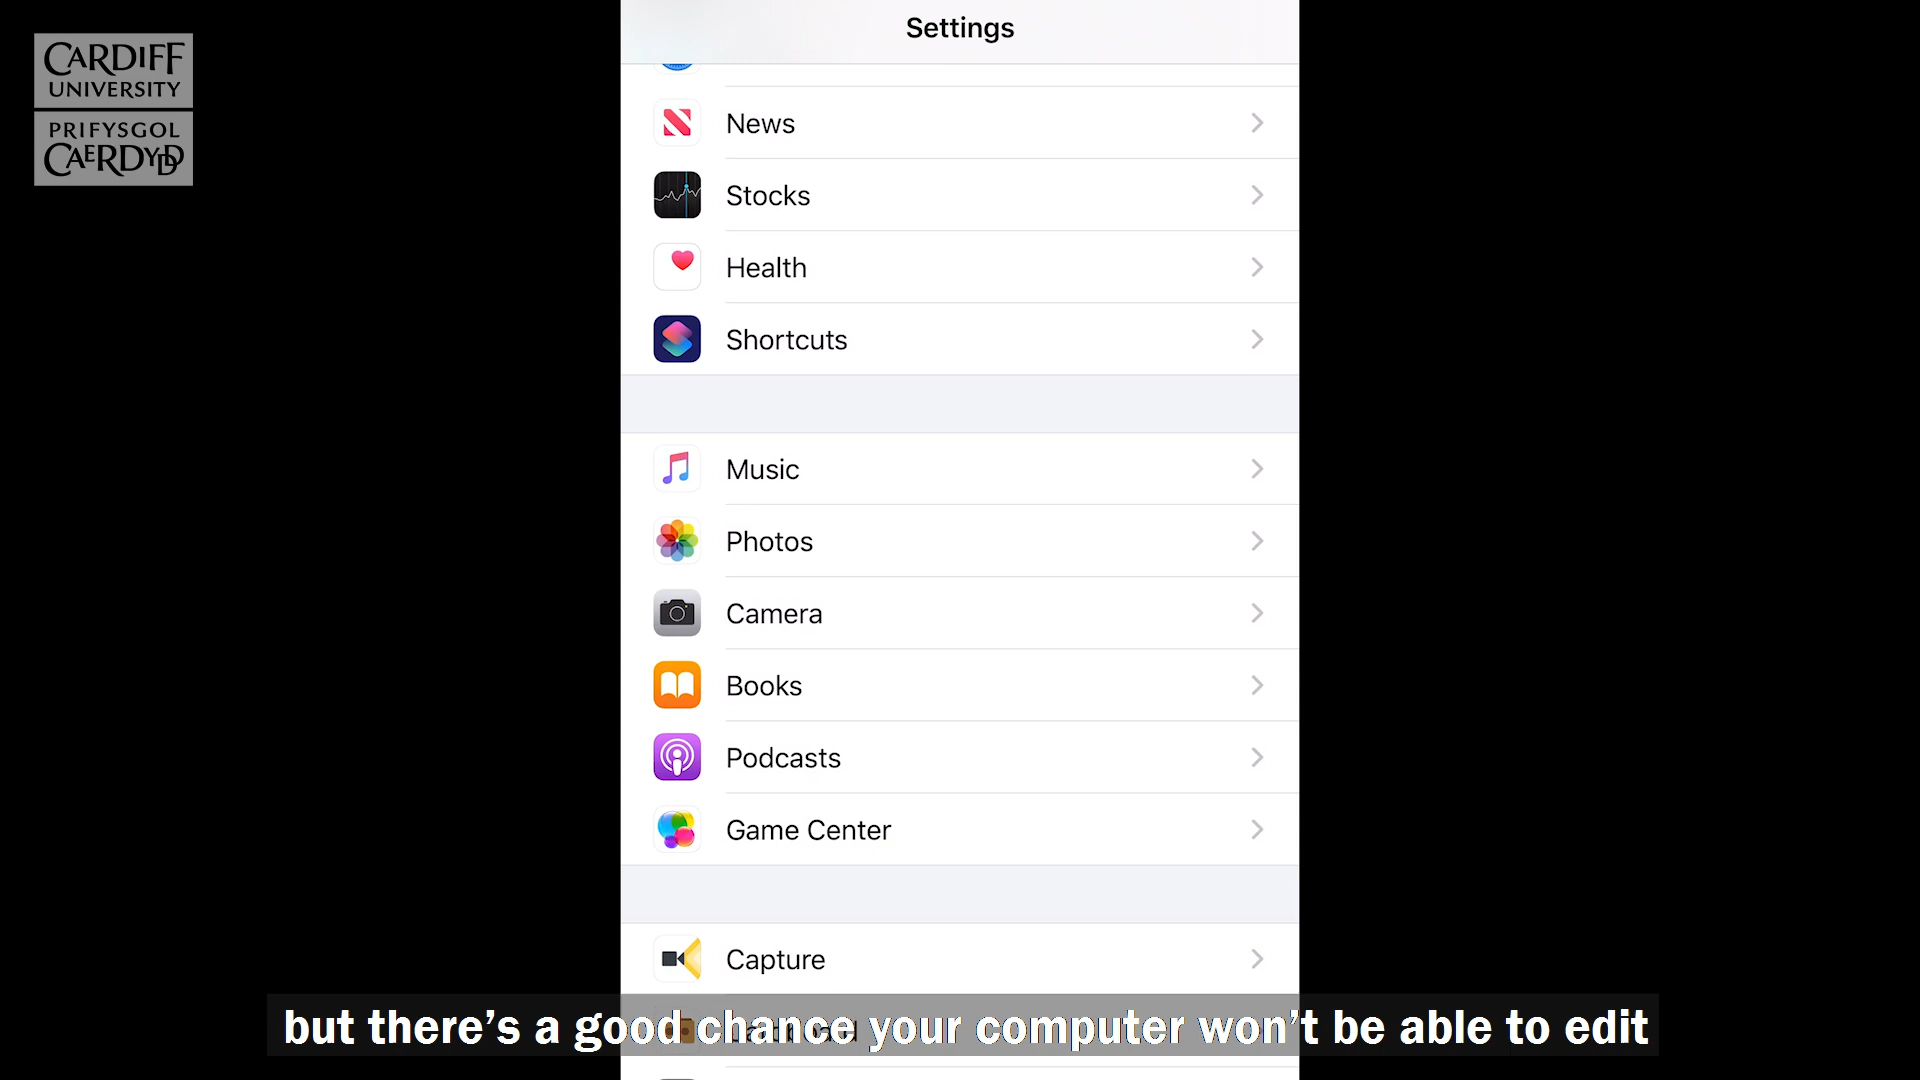 CARDIFF
UNIVERSITY
PRIFYSGOL
CAERDYDD
Settings
News
Stocks
Health
Shortcuts
Music
Photos
Camera
Books
Podcasts
Game Center
Capture
but there’s a good chance your computer won’t be able to edit